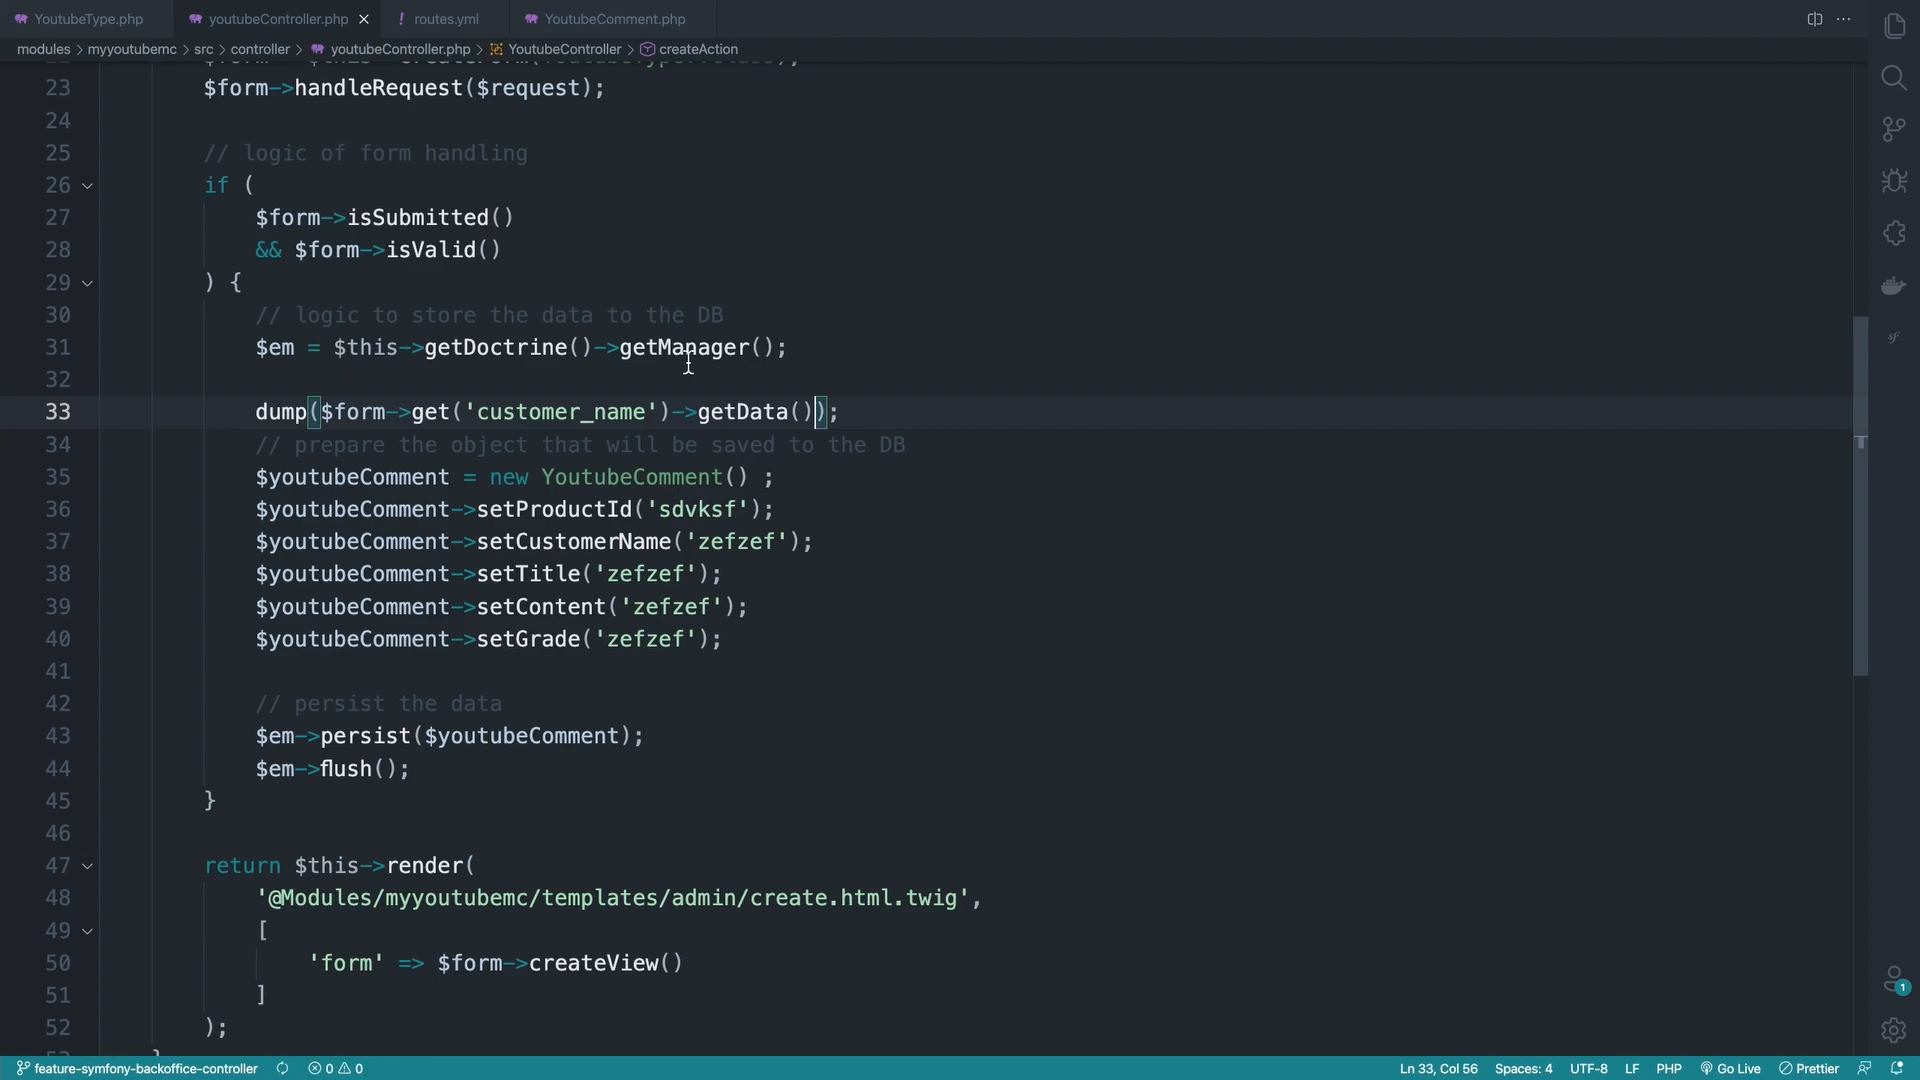 YoutubeType.php youtubeController.php routes.yml YoutubeComment.php
modules > myyoutubemc > src > controller > youtubeController.php > YoutubeController > createAction
23 $form->handleRequest($request);
24
25 // logic of form handling
26 if (
27 $form->isSubmitted()
28 && $form->isValid()
29 ) {
30 // logic to store the data to the DB
31 $em = $this->getDoctrine()->getManager();
32
33 dump($form->get('customer_name')->getData());
34 // prepare the object that will be saved to the DB
35 $youtubeComment = new YoutubeComment() ;
36 $youtubeComment->setProductId('sdvksf');
37 $youtubeComment->setCustomerName('zefzef');
38 $youtubeComment->setTitle('zefzef');
39 $youtubeComment->setContent('zefzef');
40 $youtubeComment->setGrade('zefzef');
41
42 // persist the data
43 $em->persist($youtubeComment);
44 $em->flush();
45 }
46
47 return $this->render(
48 '@Modules/myyoutubemc/templates/admin/create.html.twig',
49 [
50 'form' => $form->createView()
51 ]
52 );
feature-symfony-backoffice-controller 0 0 Ln 33, Col 56 Spaces: 4 UTF-8 LF PHP Go Live Prettier
1